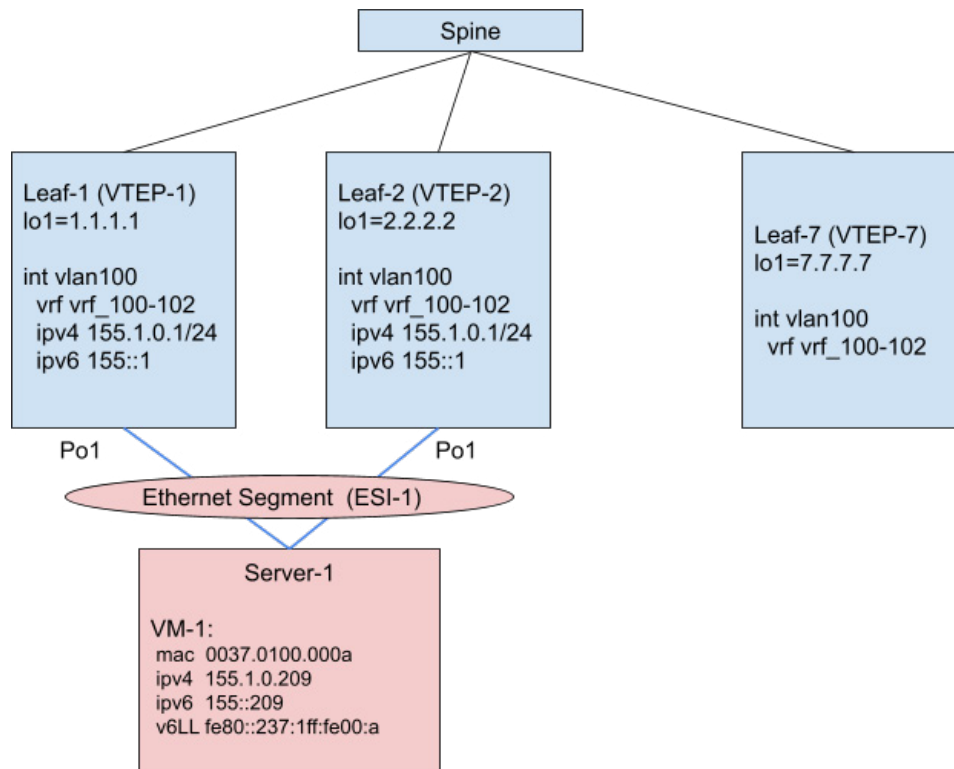 Spine
Leaf-1 (VTEP-1)
lo1=1.1.1.1
int vlan100
vrf vrf_100-102
ipv4 155.1.0.1/24
ipv6 155::1
Leaf-2 (VTEP-2)
lo1=2.2.2.2
int vlan100
vrf vrf_100-102
ipv4 155.1.0.1/24
ipv6 155::1
Leaf-7 (VTEP-7)
lo1=7.7.7.7
int vlan100
vrf vrf_100-102
Po1
Po1
Ethernet Segment (ESI-1)
Server-1
VM-1:
mac 0037.0100.000a
ipv4 155.1.0.209
ipv6 155::209
v6LL fe80::237:1ff:fe00:a